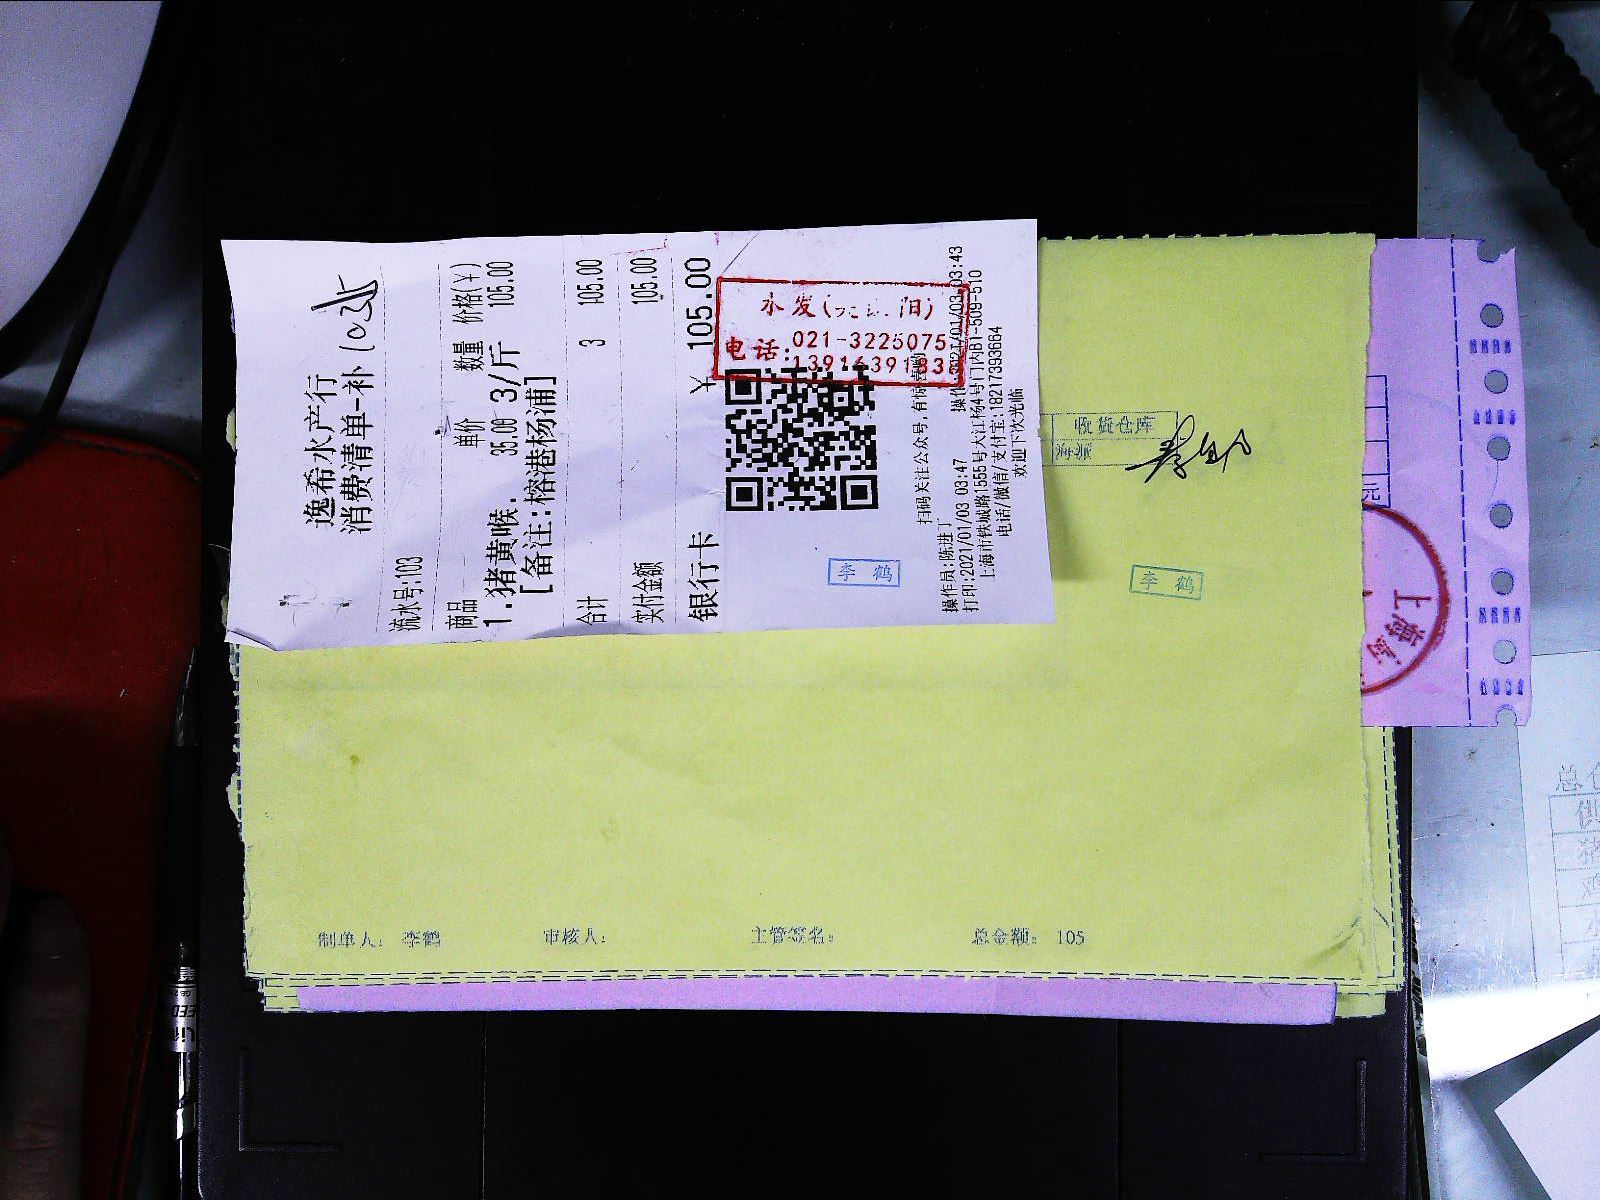 逸希水产行
消费清单-补
流水号:103
商品 单价 数量 价格(¥)
1.猪黄喉. 35.00 3/斤 105.00
[备注:榕港杨浦]
合计 3 105.00
实付金额 105.00
银行卡 ¥ 105.00
水发(
电话:021-3225075
扫码关注公众号,有惊喜哟
操作员:陈进丁
打印:2021/01/03 03:47
上海市铁城路1555号大江杨4号门内B1-509-510
电话/微信/支付宝:18217393664
欢迎下次光临
李鹤
收货仓库
李鹤
上海
制单人: 李鹤 审核人: 主管签名: 总金额: 105